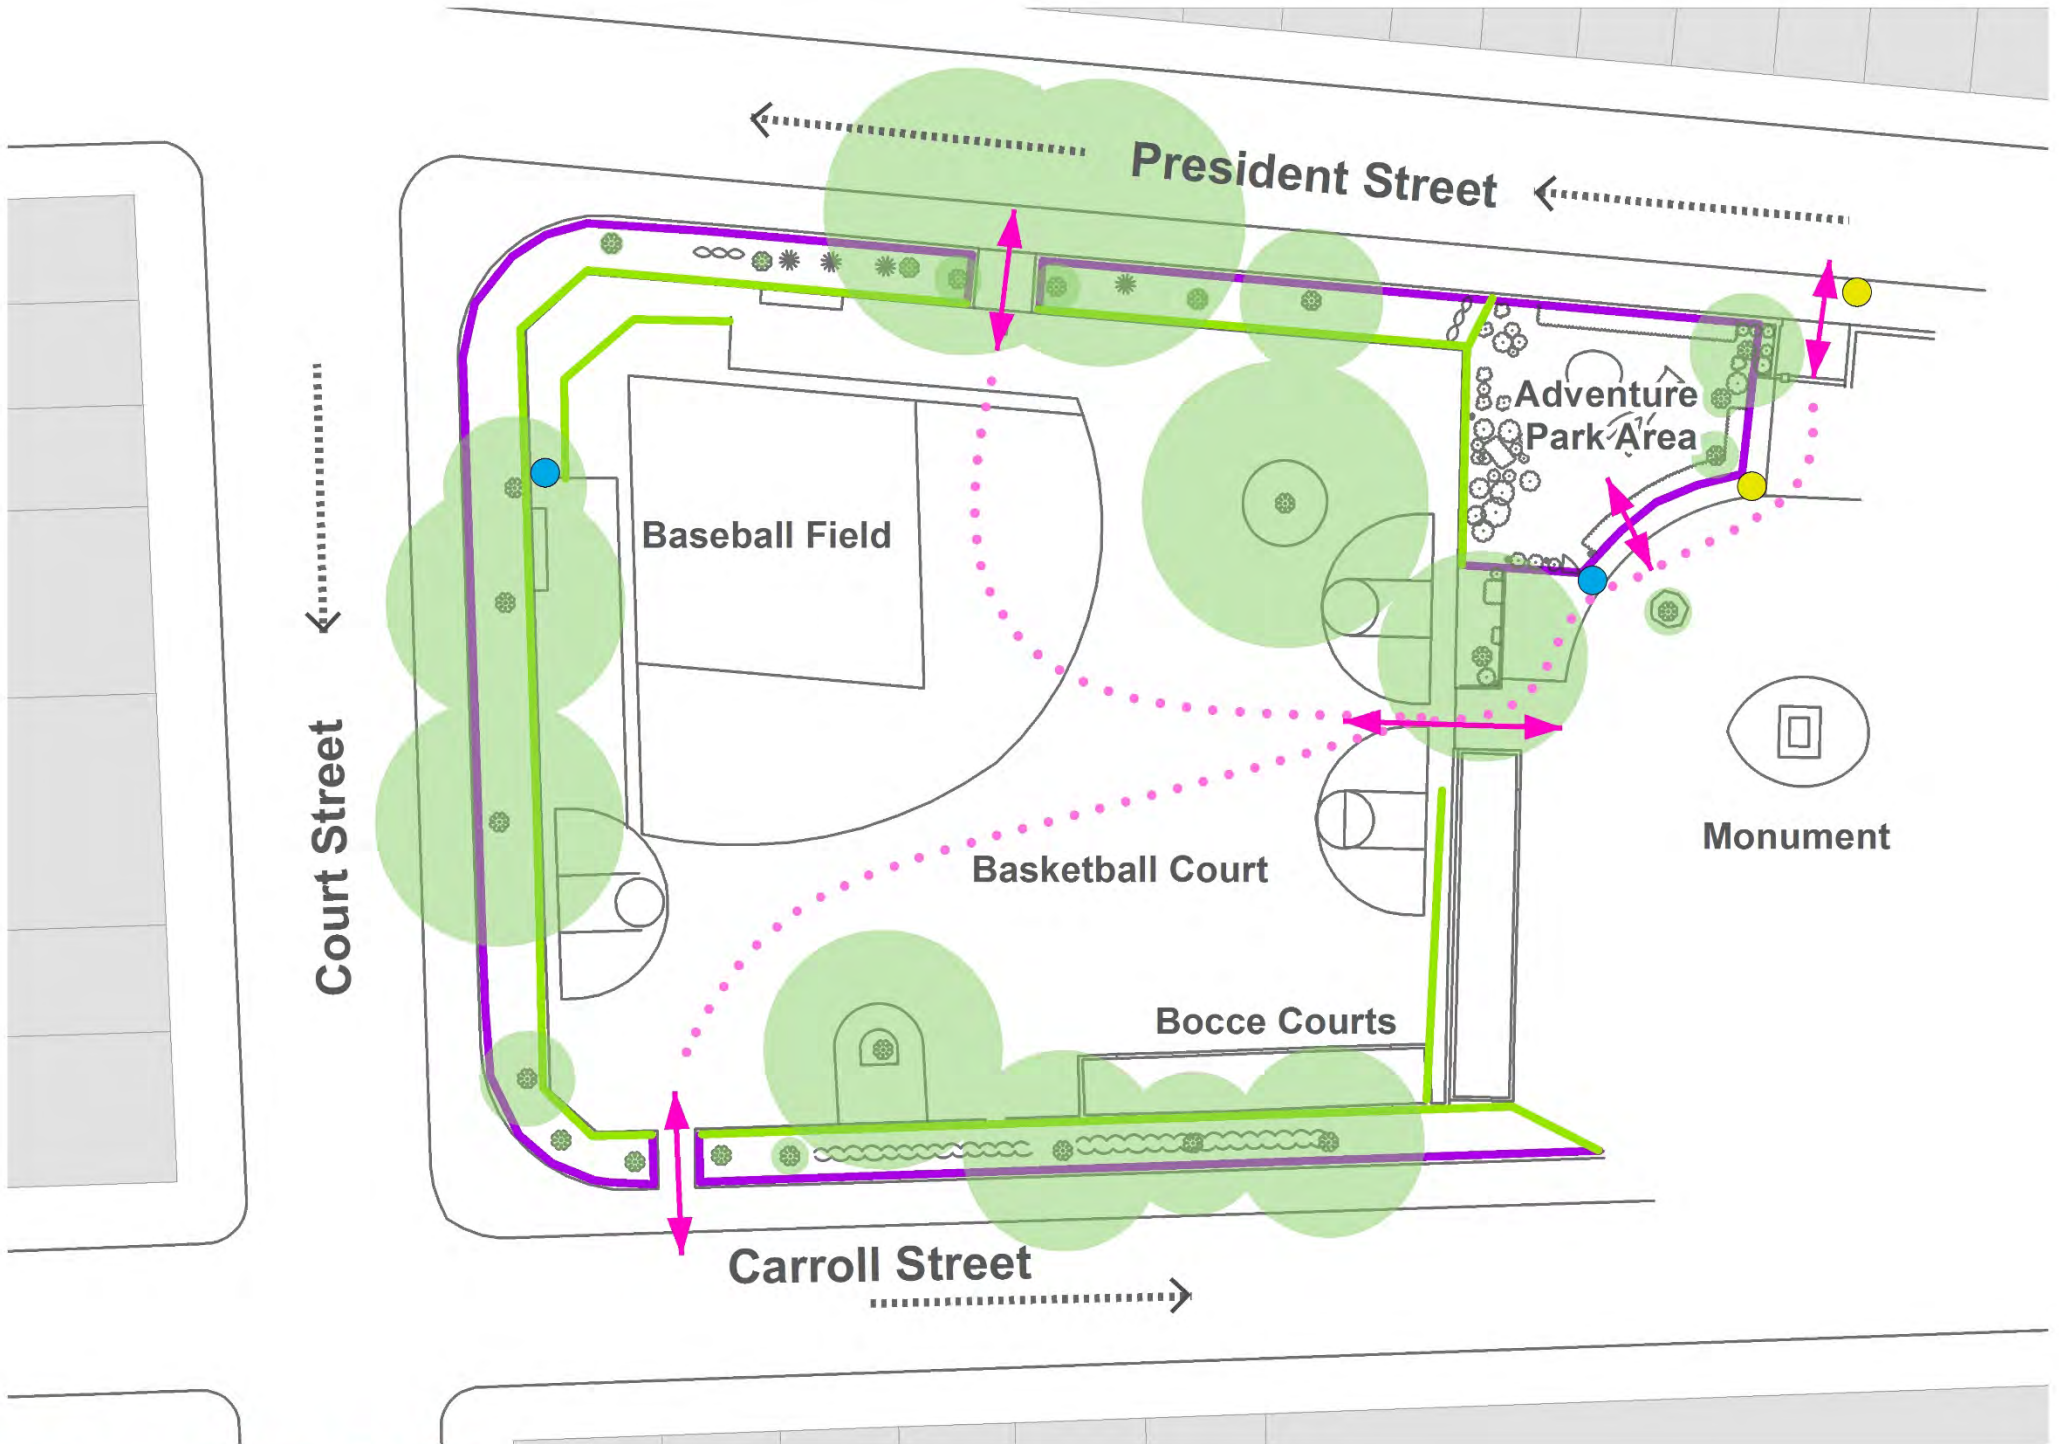 President Street
Adventure
Park Area
Baseball Field
Court Street
Monument
Basketball Court
Bocce Courts
Carroll Street